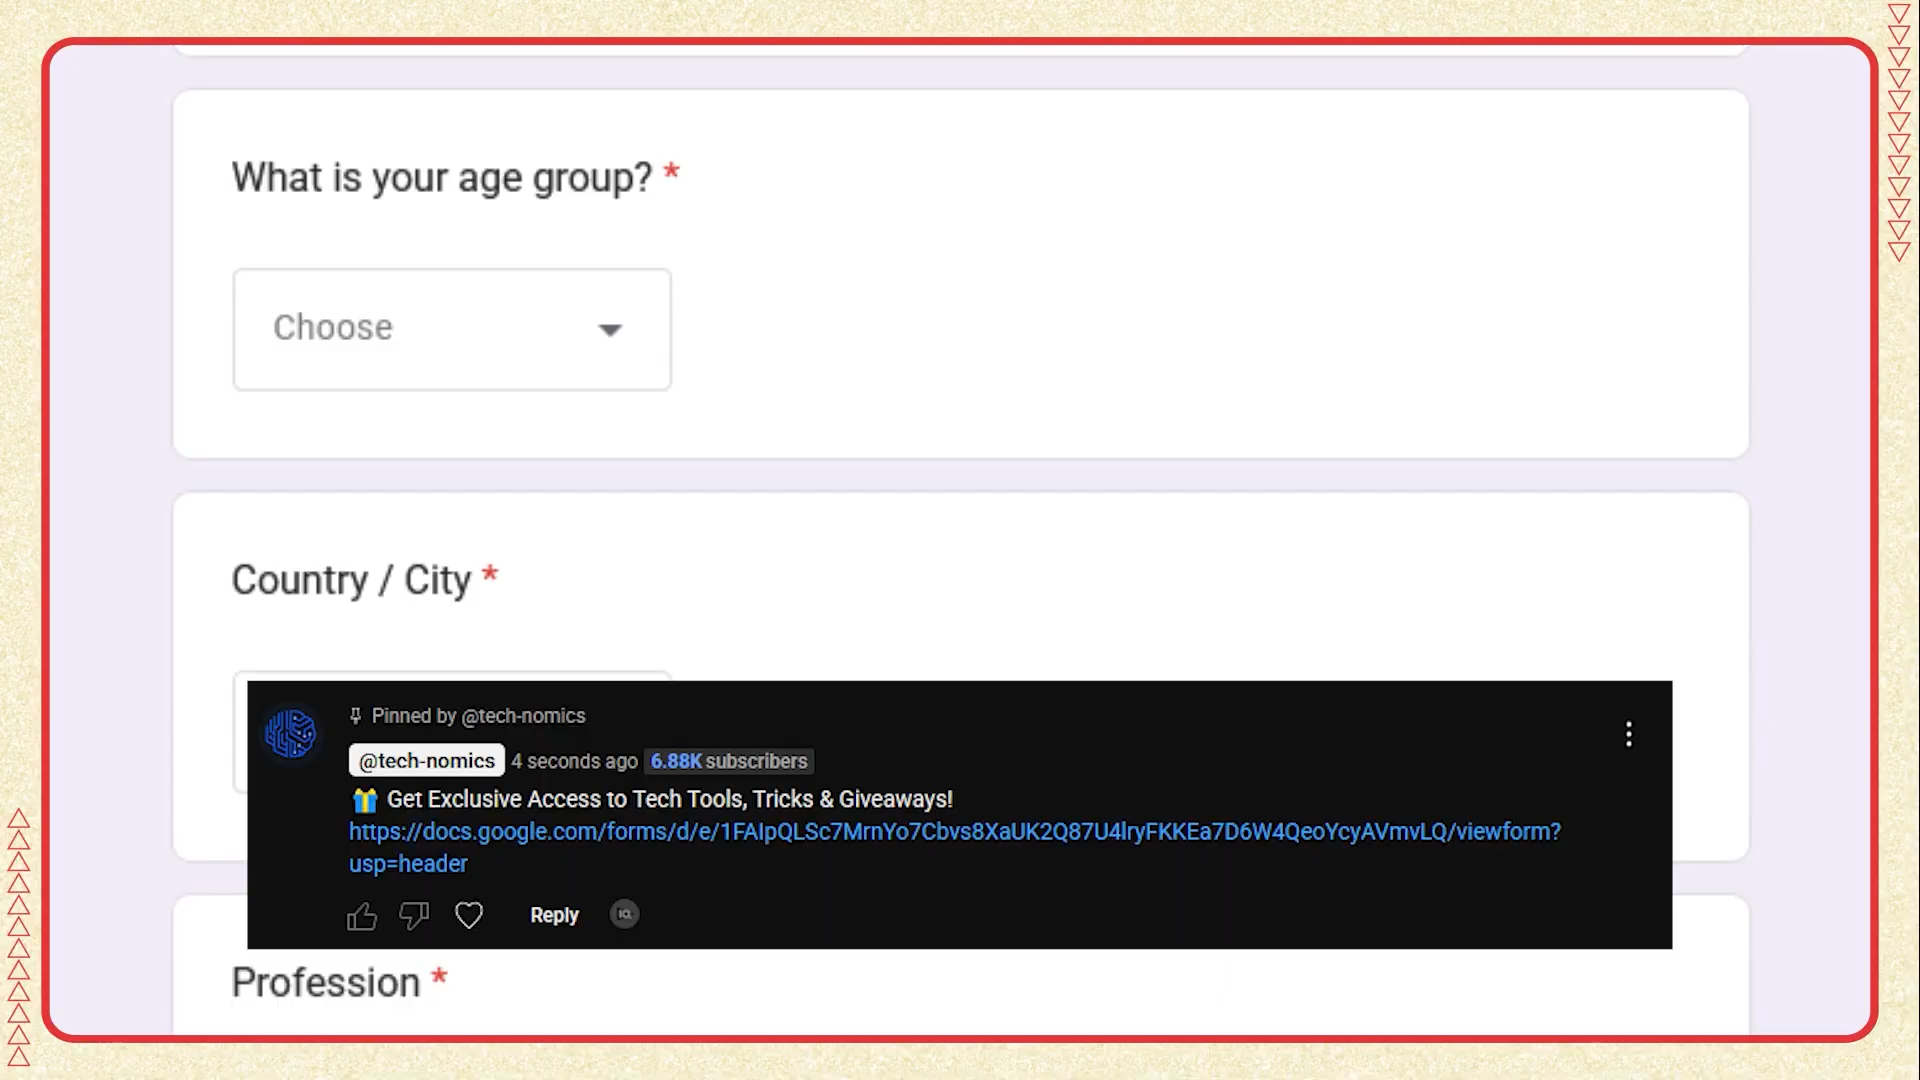 What is your age group? *
Choose
Country / City *
Pinned by @tech-nomics
@tech-nomics 4 seconds ago 6.88K subscribers
🎁 Get Exclusive Access to Tech Tools, Tricks & Giveaways!
https://docs.google.com/forms/d/e/1FAIpQLSc7MrnYo7Cbvs8XaUK2Q87U4lryFKKEa7D6W4QeoYcyAVmvLQ/viewform?
usp=header
Reply
Profession *